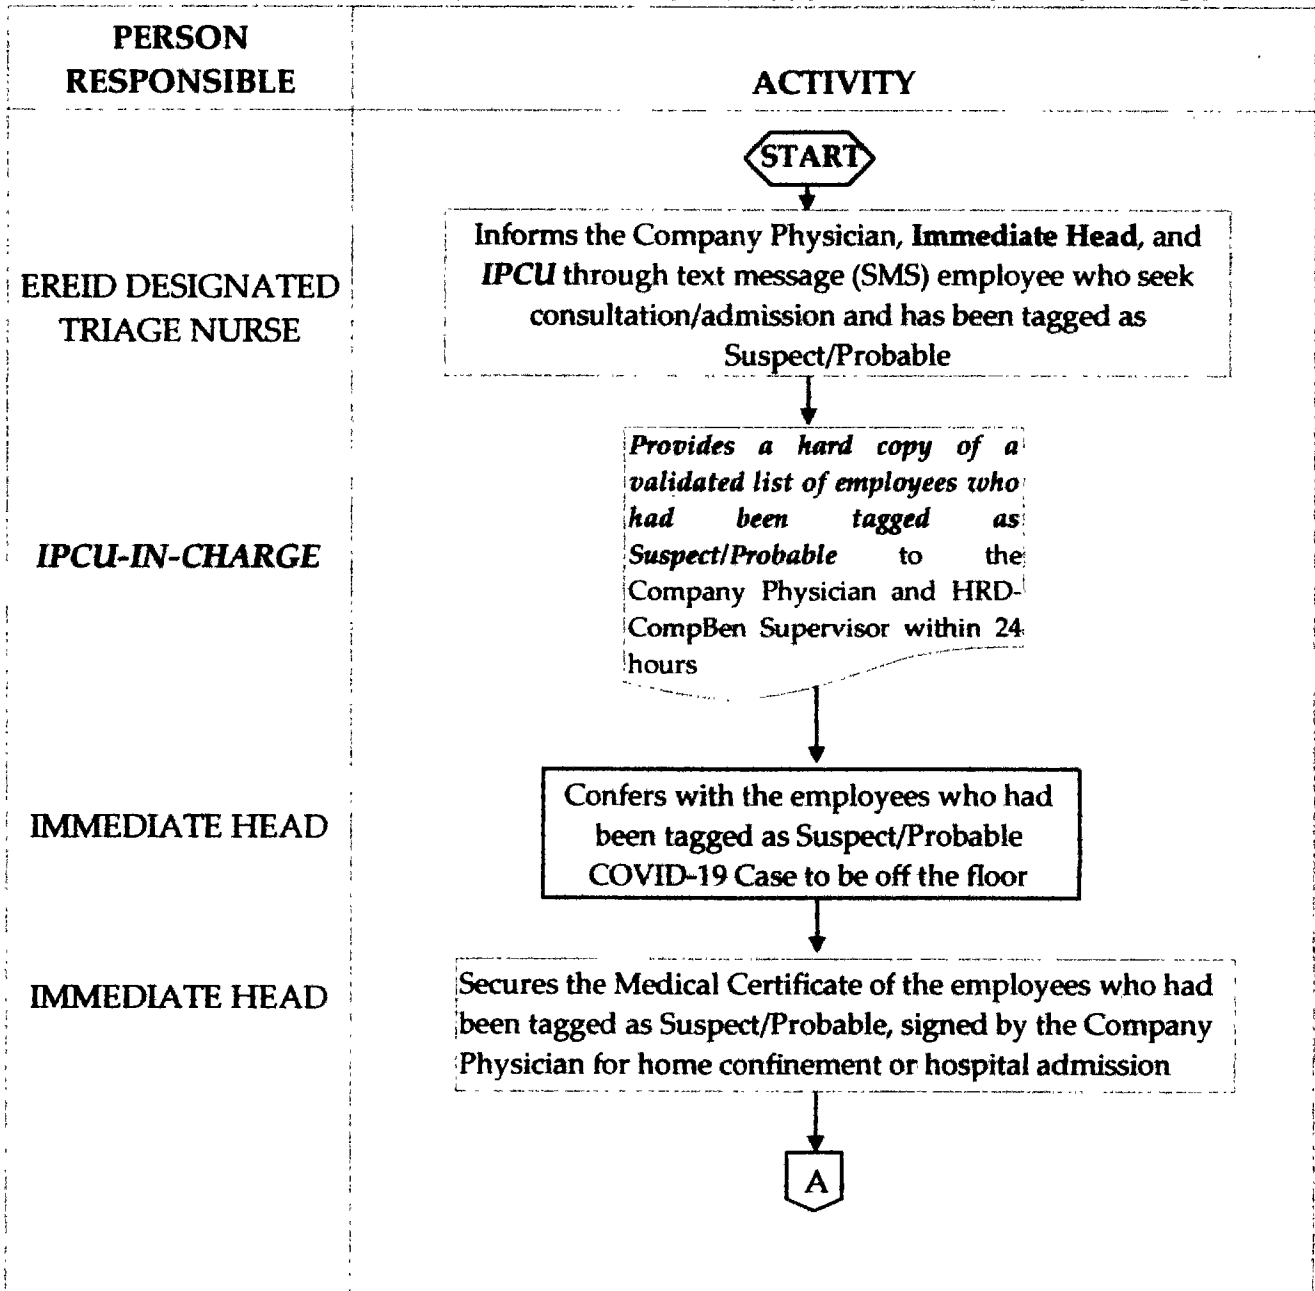 PERSON
RESPONSIBLE
ACTIVITY
START
EREID DESIGNATED
TRIAGE NURSE
Informs the Company Physician, Immediate Head, and
IPCU through text message (SMS) employee who seek
consultation/admission and has been tagged as
Suspect/Probable
IPCU-IN-CHARGE
Provides a hard copy of a
validated list of employees who
had been tagged as
Suspect/Probable to the
Company Physician and HRD-
CompBen Supervisor within 24
hours
IMMEDIATE HEAD
Confers with the employees who had
been tagged as Suspect/Probable
COVID-19 Case to be off the floor
IMMEDIATE HEAD
Secures the Medical Certificate of the employees who had
been tagged as Suspect/Probable, signed by the Company
Physician for home confinement or hospital admission
A